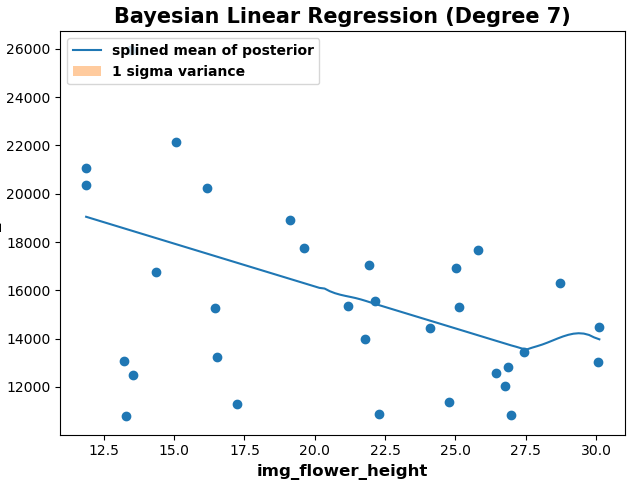 Bayesian Linear Regression (Degree 7)
splined mean of posterior
1 sigma variance
26000
24000
22000
20000
18000
16000
14000
12000
12.5 15.0 17.5 20.0 22.5 25.0 27.5 30.0
img_flower_height